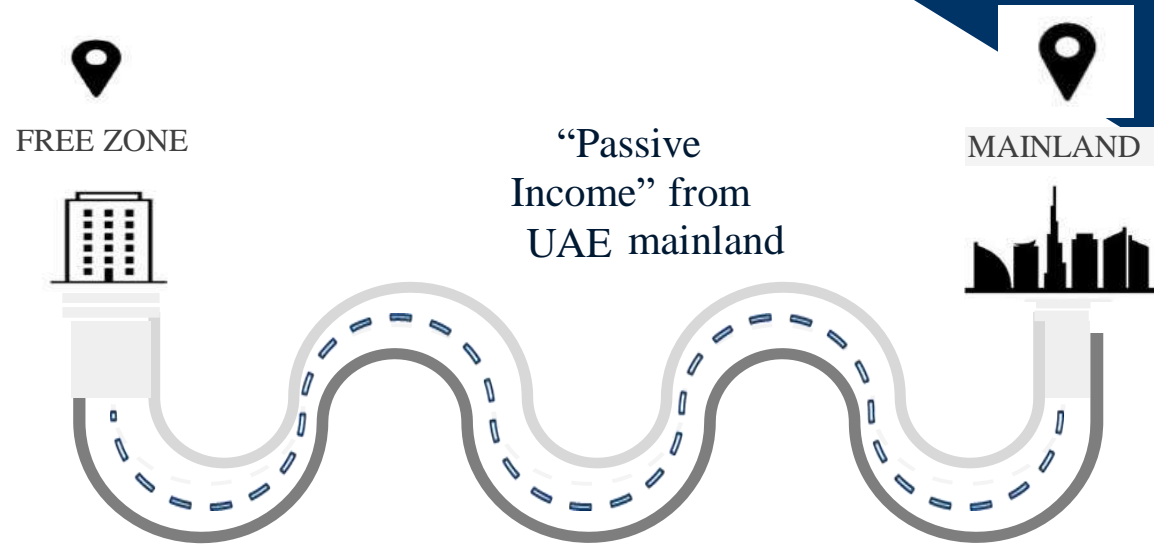 FREE ZONE
“Passive
Income” from
UAE mainland
MAINLAND